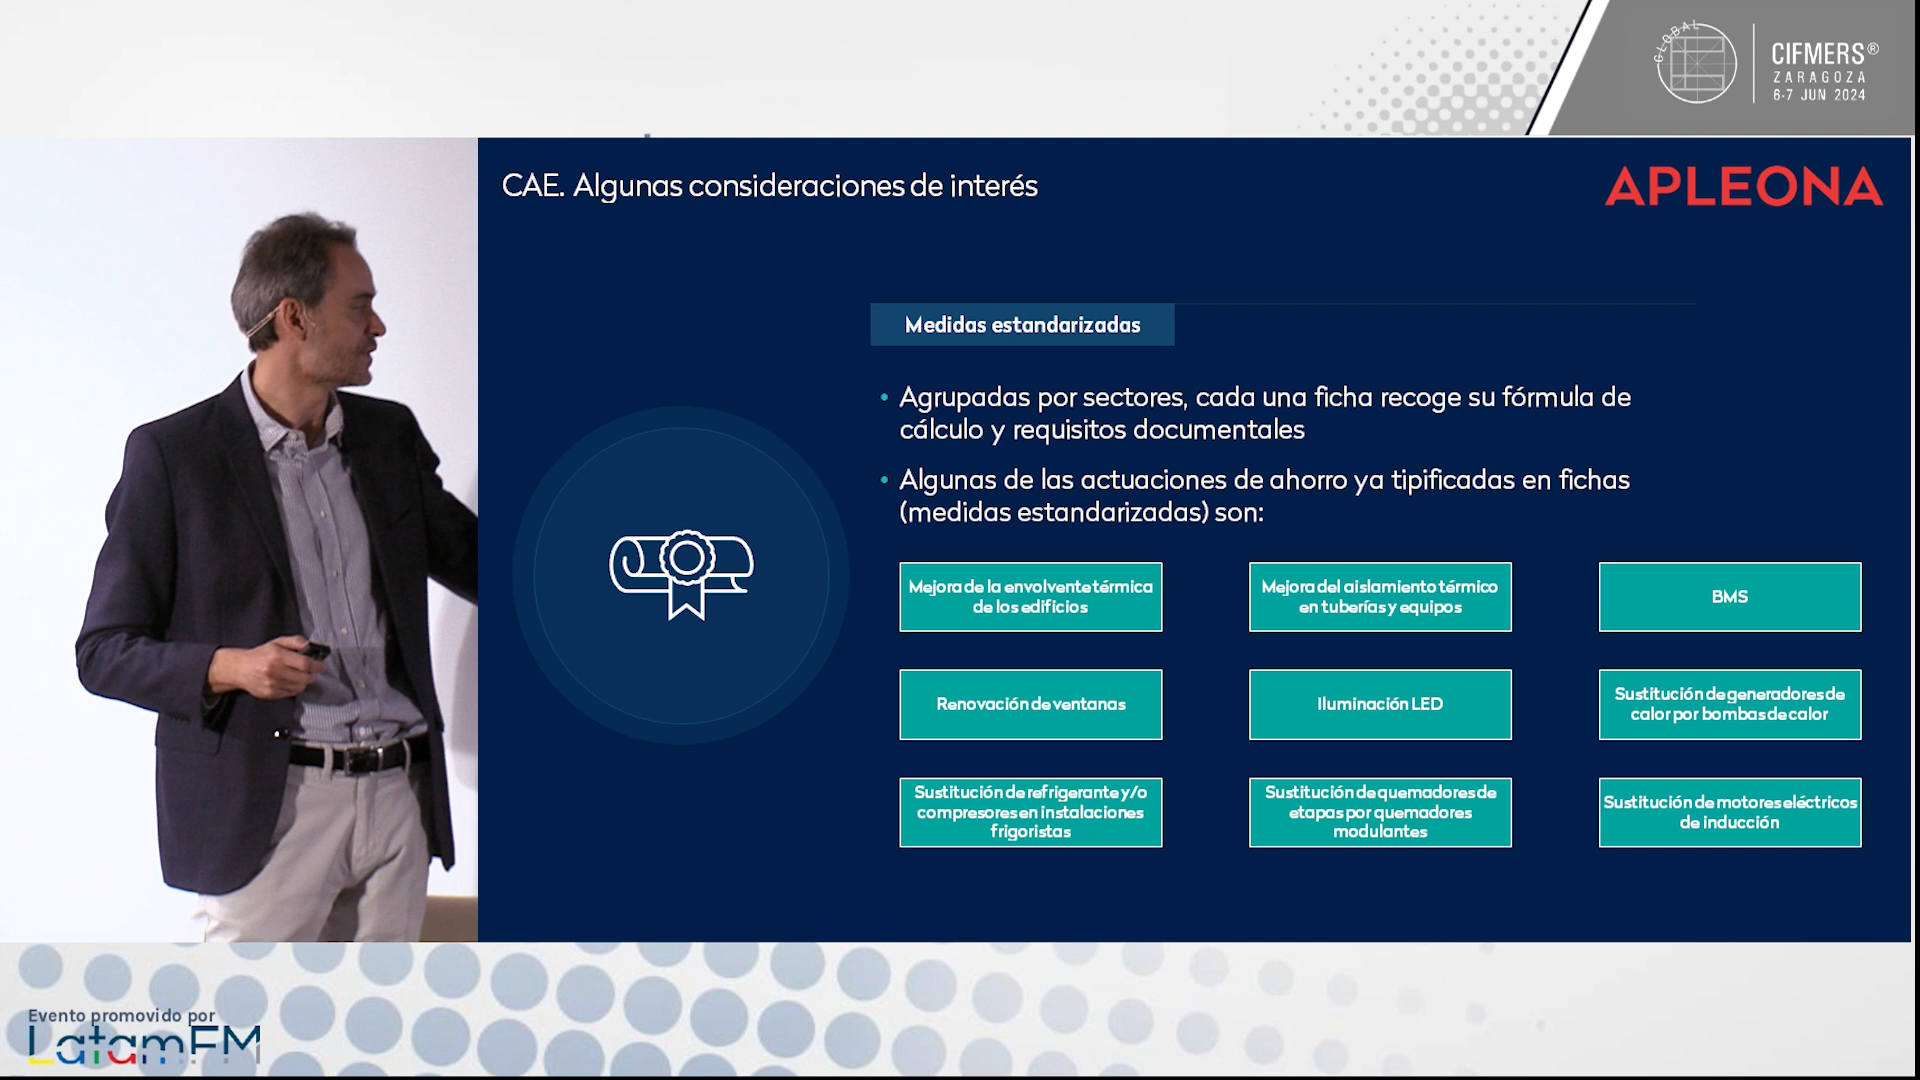 GLOBAL
CIFMERS®
ZARAGOZA
6-7 JUN 2024
CAE. Algunas consideraciones de interés
APLEONA
Medidas estandarizadas
• Agrupadas por sectores, cada una ficha recoge su fórmula de
cálculo y requisitos documentales
• Algunas de las actuaciones de ahorro ya tipificadas en fichas
(medidas estandarizadas) son:
Mejora de la envolvente térmica
de los edificios
Mejora del aislamiento térmico
en tuberías y equipos
BMS
Renovación de ventanas
Iluminación LED
Sustitución de generadores de
calor por bombas de calor
Sustitución de refrigerante y/o
compresores en instalaciones
frigoristas
Sustitución de quemadores de
etapas por quemadores
modulantes
Sustitución de motores eléctricos
de inducción
Evento promovido por
LatamFM